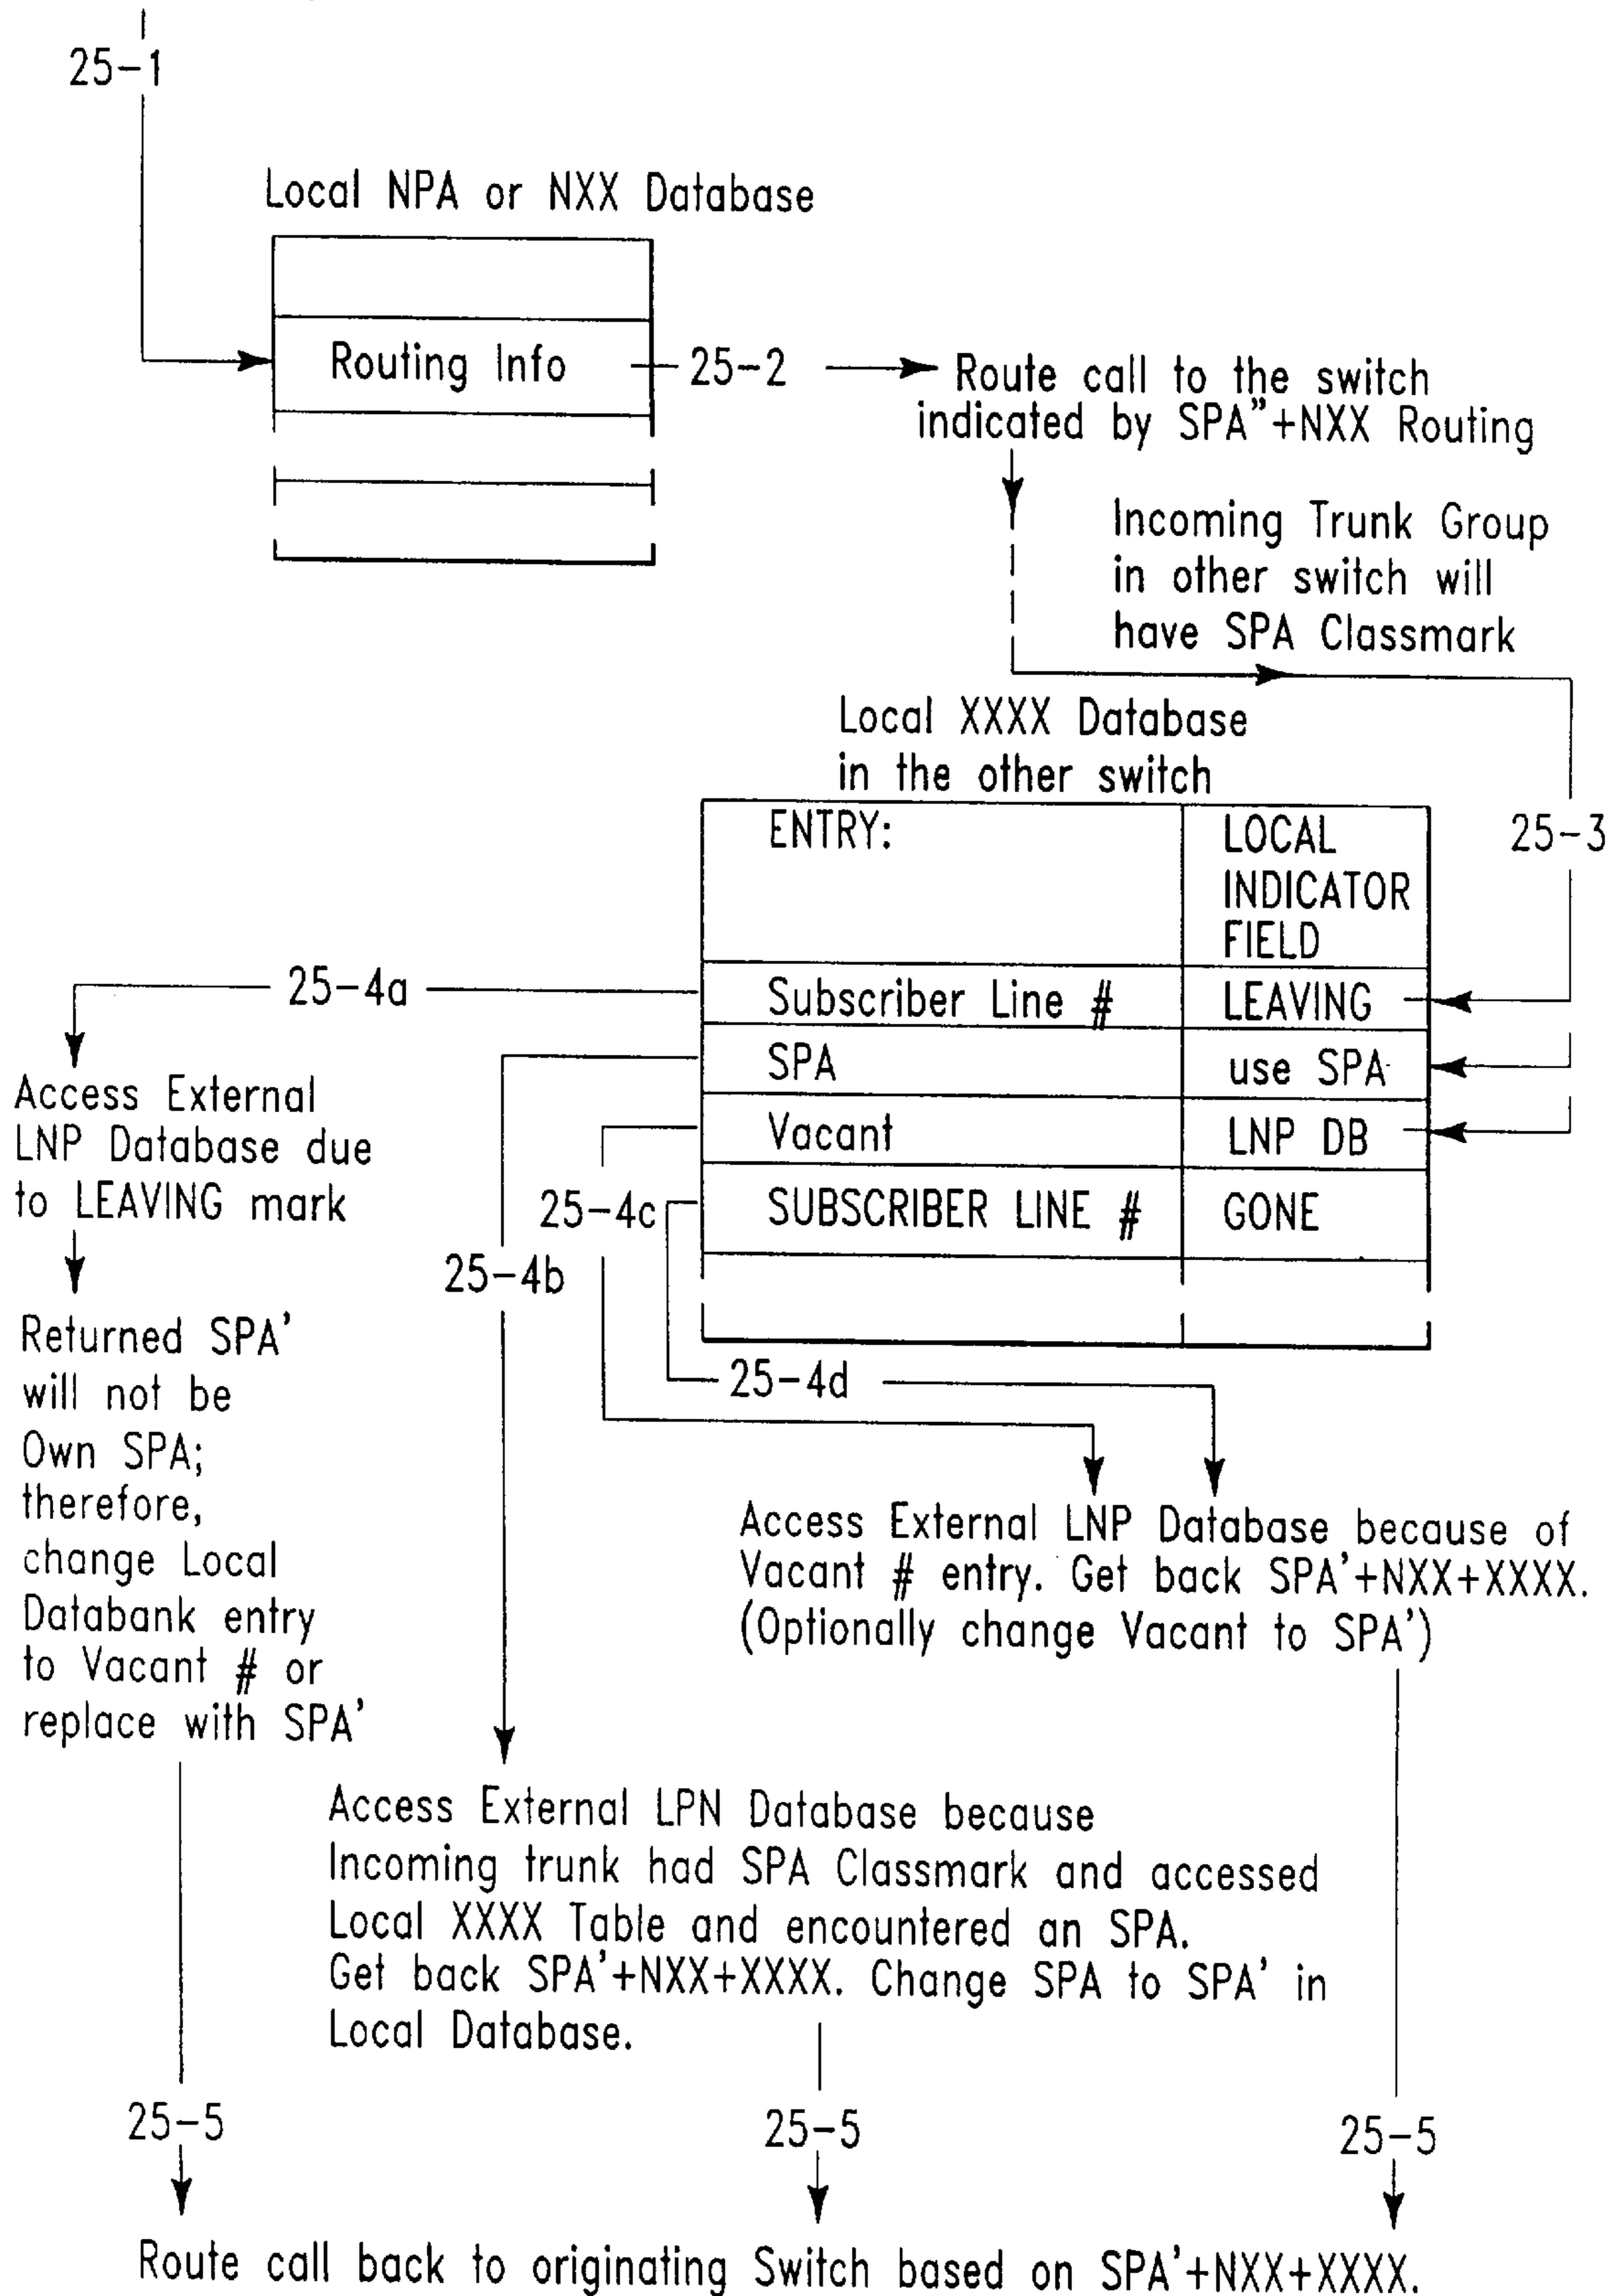 25-1
Local NPA or NXX Database
Routing Info
25-2
Route call to the switch
indicated by SPA"+NXX Routing
Incoming Trunk Group
in other switch will
have SPA Classmark
Local XXXX Database
in the other switch
ENTRY:
LOCAL
INDICATOR
FIELD
25-3
25-4a
Subscriber Line #
LEAVING
SPA
use SPA
Vacant
LNP DB
SUBSCRIBER LINE #
GONE
Access External
LNP Database due
to LEAVING mark
25-4c
25-4b
25-4d
Returned SPA'
will not be
Own SPA;
therefore,
change Local
Databank entry
to Vacant # or
replace with SPA'
Access External LNP Database because of
Vacant # entry. Get back SPA'+NXX+XXXX.
(Optionally change Vacant to SPA')
Access External LPN Database because
Incoming trunk had SPA Classmark and accessed
Local XXXX Table and encountered an SPA.
Get back SPA'+NXX+XXXX. Change SPA to SPA' in
Local Database.
25-5
25-5
25-5
Route call back to originating Switch based on SPA'+NXX+XXXX.